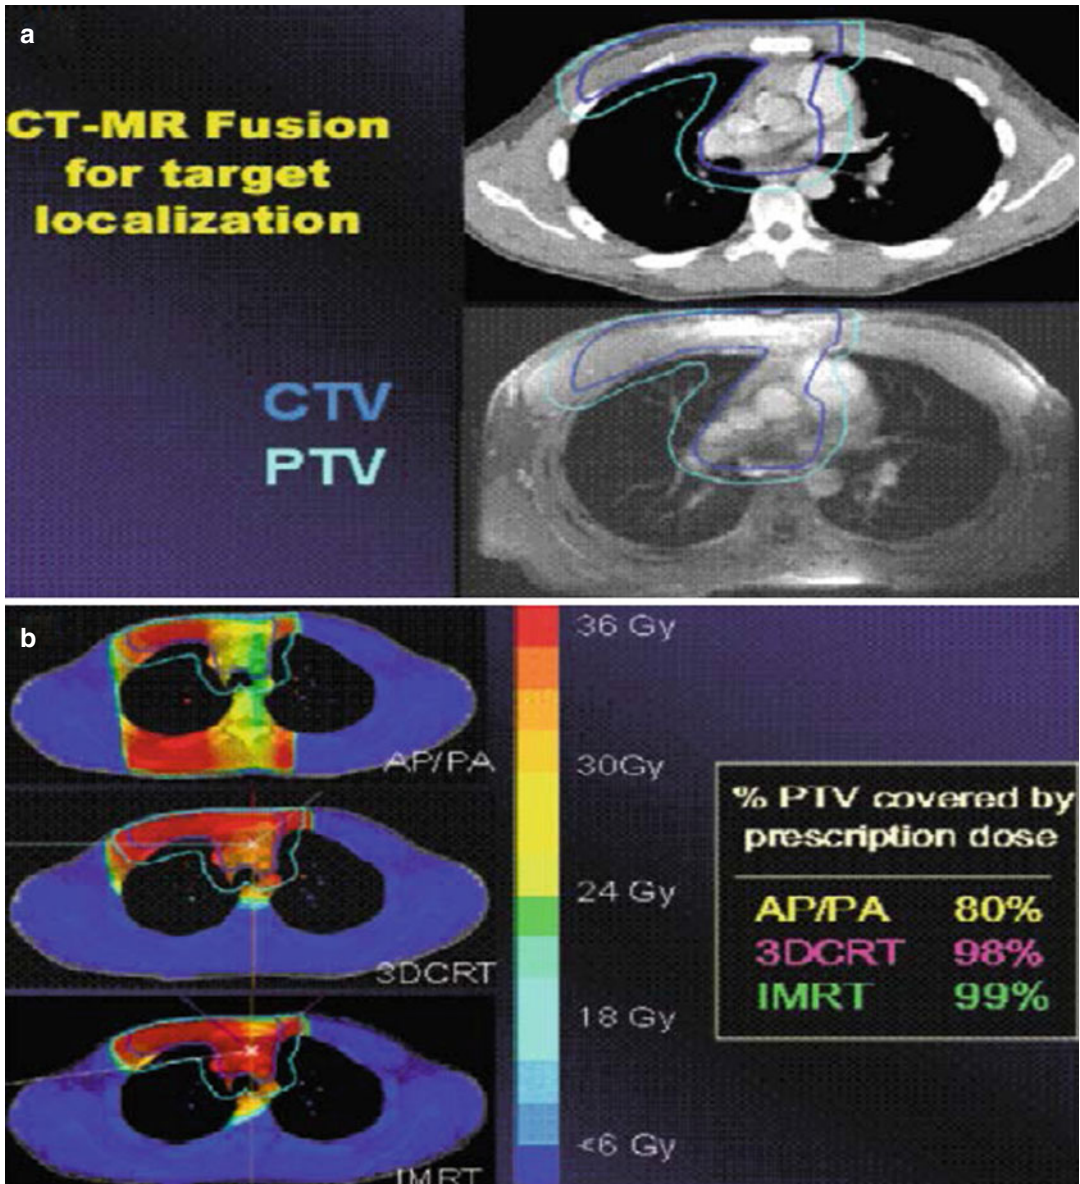 a
CT-MR Fusion
for target
localization
CTV
PTV
b
AP/PA
3DCRT
IMRT
36 Gy
30Gy
24 Gy
18 Gy
<6 Gy
% PTV covered by
prescription dose
AP/PA 80%
3DCRT 98%
IMRT 99%